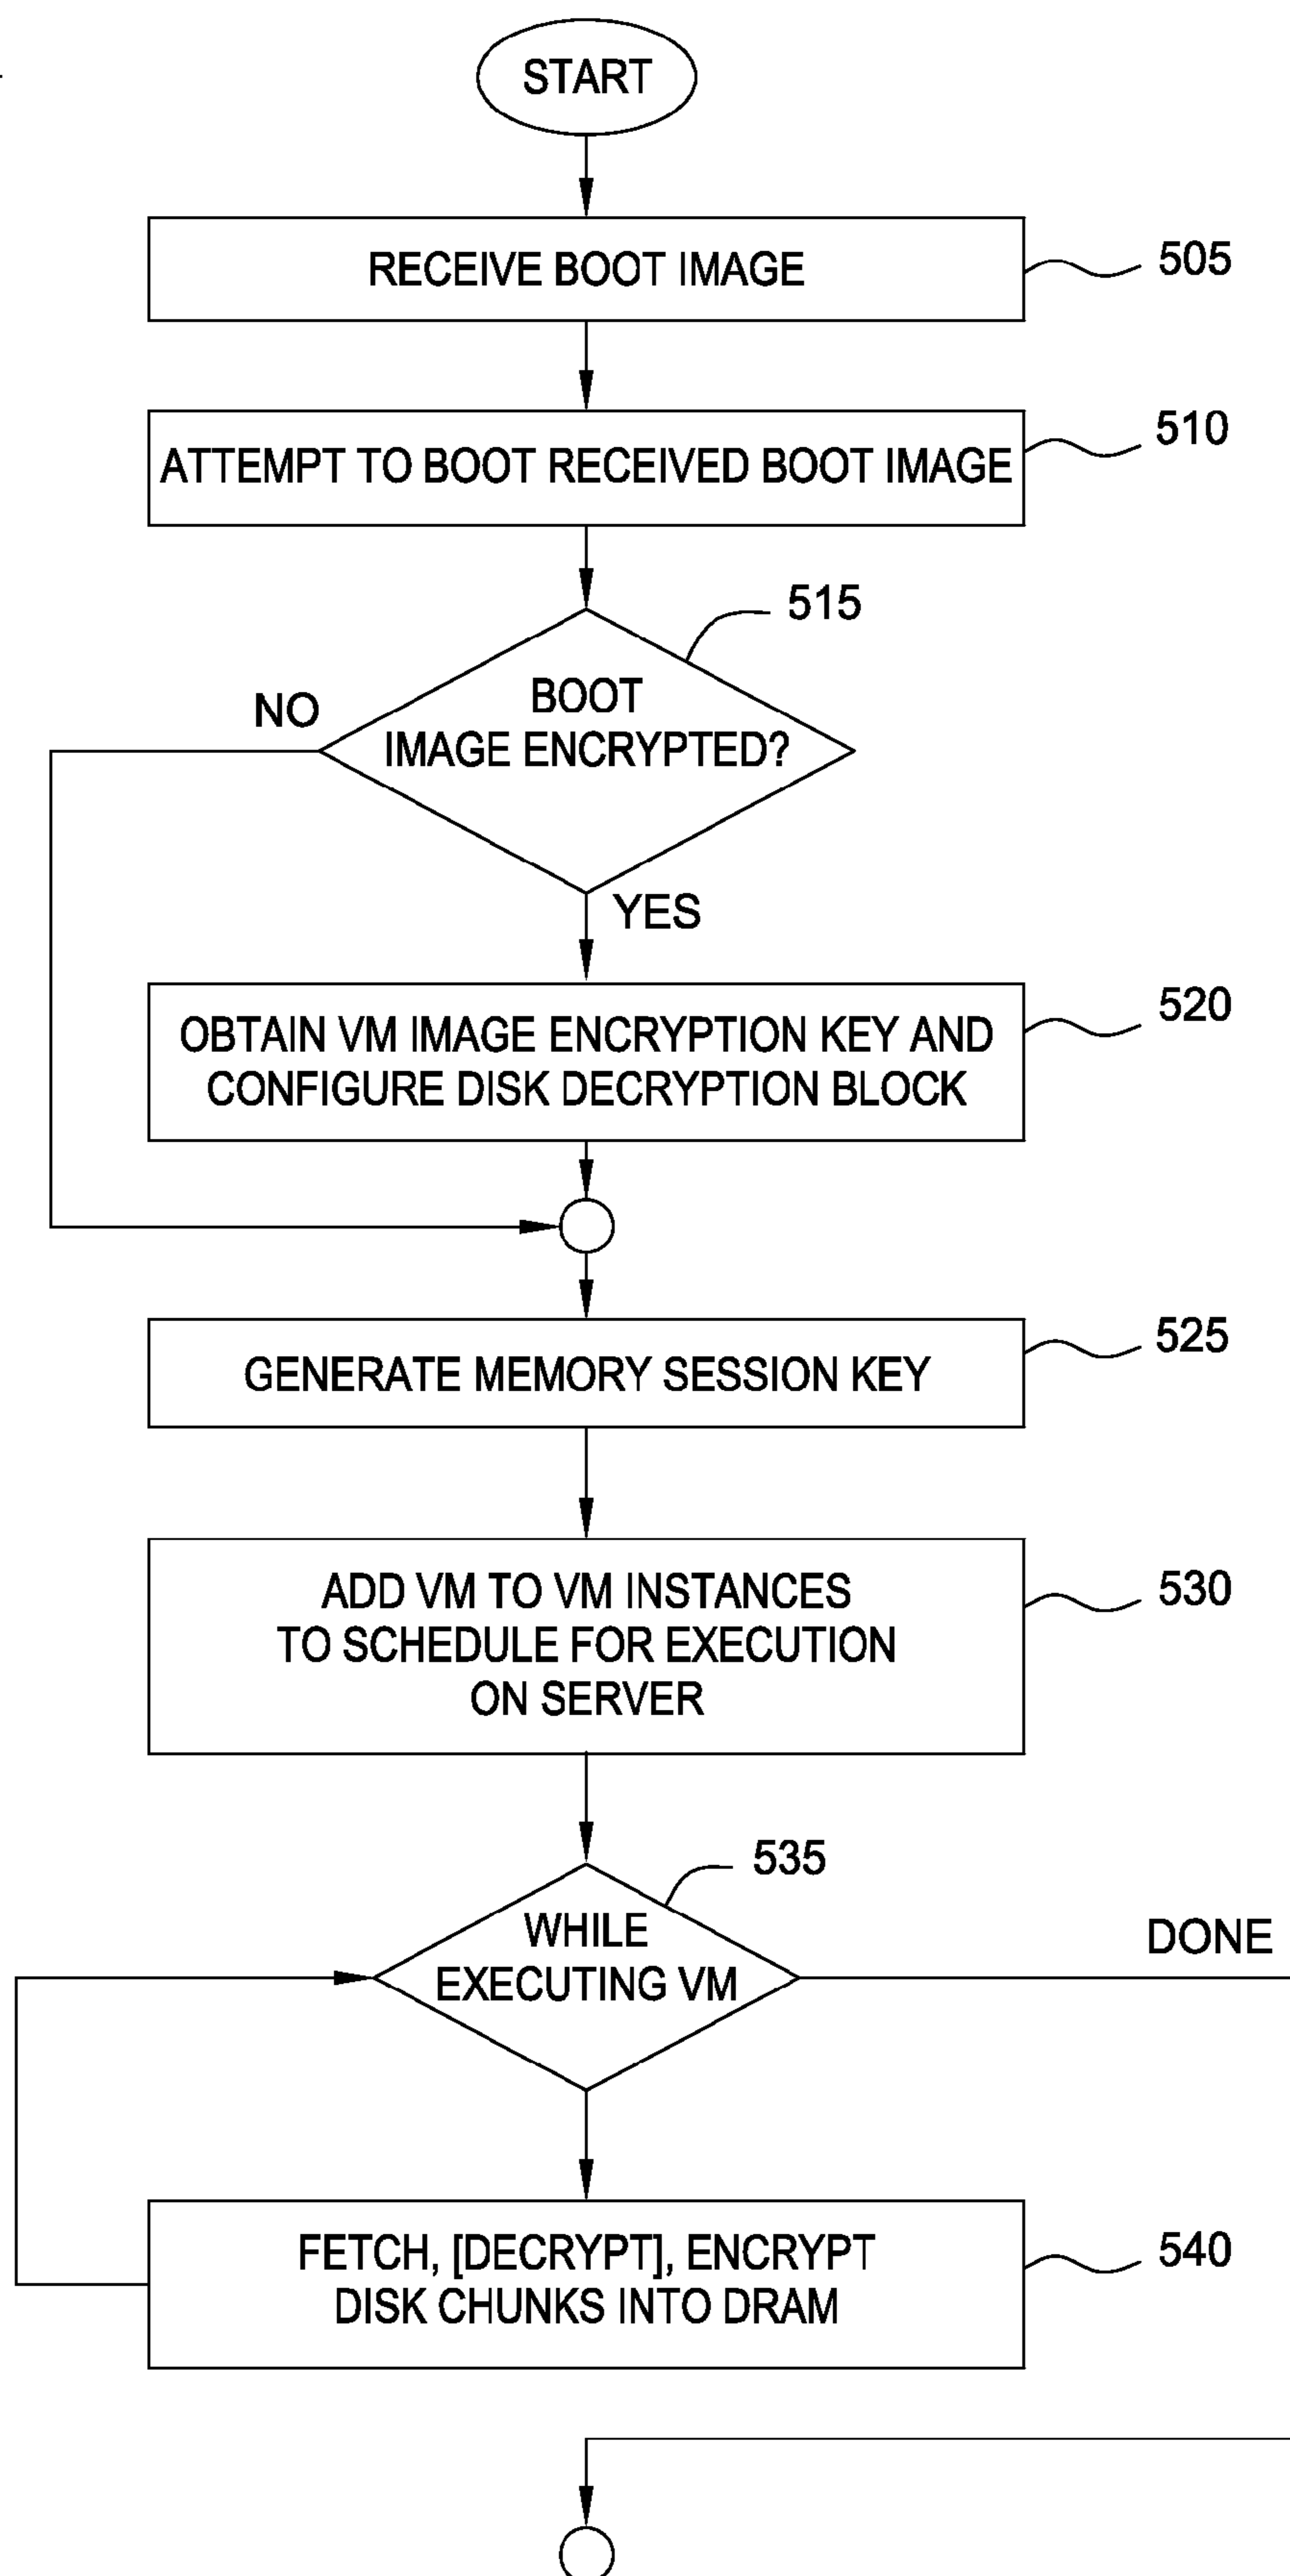 START
RECEIVE BOOT IMAGE
505
ATTEMPT TO BOOT RECEIVED BOOT IMAGE
510
515
BOOT
IMAGE ENCRYPTED?
NO
YES
OBTAIN VM IMAGE ENCRYPTION KEY AND
CONFIGURE DISK DECRYPTION BLOCK
520
GENERATE MEMORY SESSION KEY
525
ADD VM TO VM INSTANCES
TO SCHEDULE FOR EXECUTION
ON SERVER
530
535
WHILE
EXECUTING VM
DONE
FETCH, [DECRYPT], ENCRYPT
DISK CHUNKS INTO DRAM
540